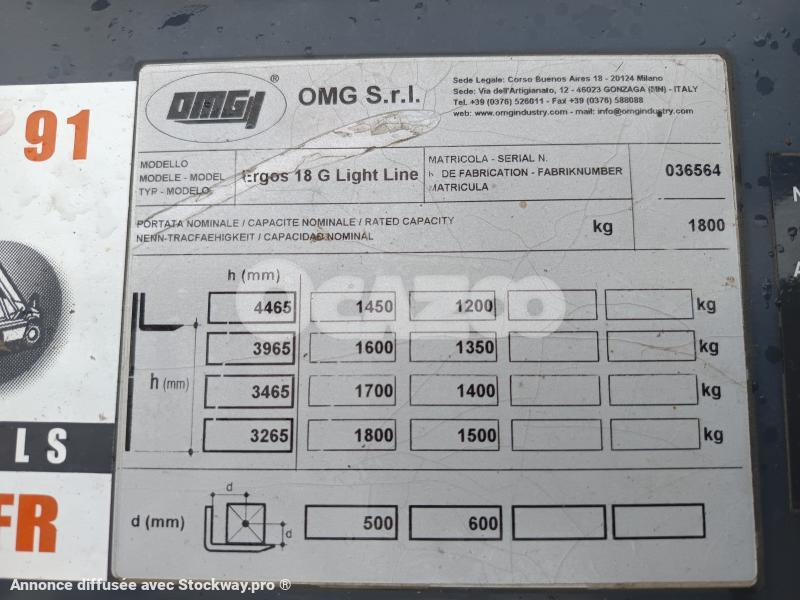 91
LS
FR
OMG ®
OMG S.r.l.
Sede Legale: Corso Buenos Aires 18 - 20124 Milano
Sede: Via dell'Artigianato, 12 - 46023 GONZAGA (MN) - ITALY
Tel. +39 (0376) 526011 - Fax +39 (0376) 588088
web: www.omgindustry.com - mail: info@omgindustry.com
MODELLO
MODELE - MODEL
TYP - MODELO
Ergos 18 G Light Line
MATRICOLA - SERIAL N.
DE FABRICATION - FABRIKNUMBER
MATRICULA
036564
PORTATA NOMINALE / CAPACITE NOMINALE / RATED CAPACITY
NENN-TRACFAEHIGKEIT / CAPACIDAD NOMINAL
kg 1800
h (mm)
4465 1450 1200 kg
3965 1600 1350 kg
h (mm)
3465 1700 1400 kg
3265 1800 1500 kg
d
d (mm) 500 600
d
OCAZOO
Annonce diffusée avec Stockway.pro ®